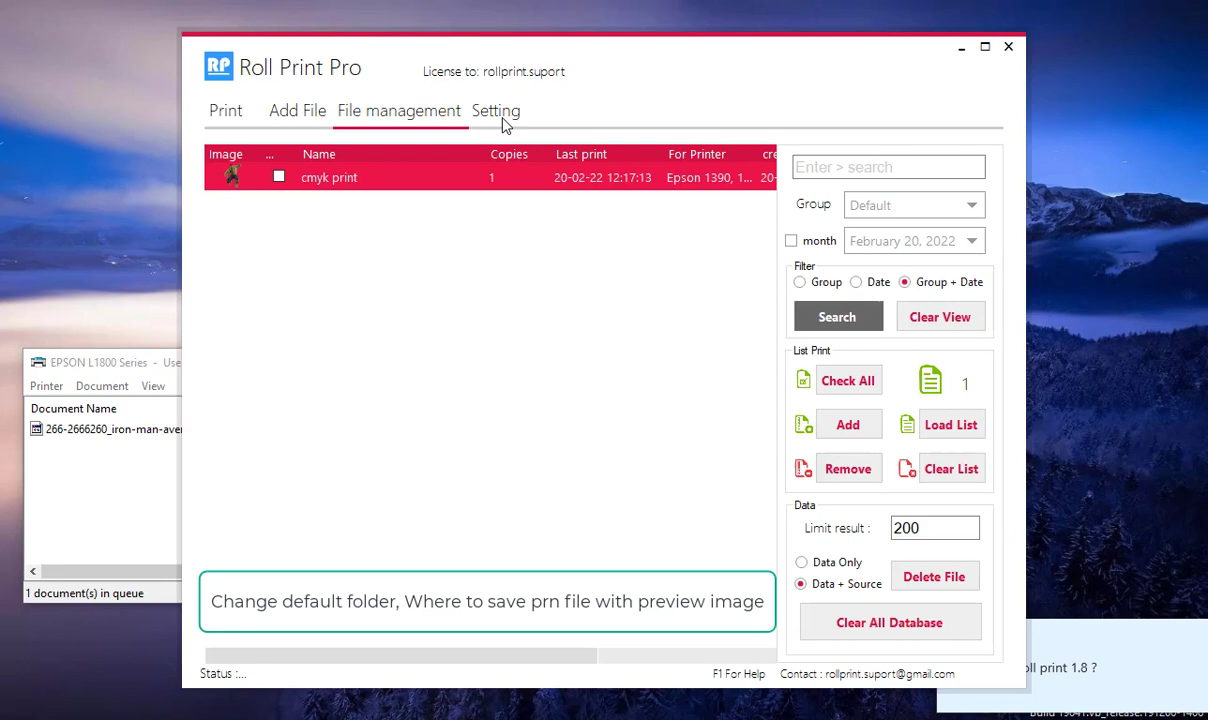 RP Roll Print Pro
License to: rollprint.suport
Print Add File File management Setting
Image ... Name Copies Last print For Printer cre
cmyk print 1 20-02-22 12:17:13 Epson 1390, 1... 20-
Enter > search
Group Default
month February 20, 2022
Filter
Group Date Group + Date
Search Clear View
List Print
Check All 1
Add Load List
Remove Clear List
Data
Limit result : 200
Data Only
Data + Source
Delete File
Clear All Database
EPSON L1800 Series - Use
Printer Document View
Document Name
266-2666260_iron-man-ave
1 document(s) in queue
Change default folder, Where to save prn file with preview image
Status :...
F1 For Help Contact : rollprint.suport@gmail.com
oll print 1.8 ?